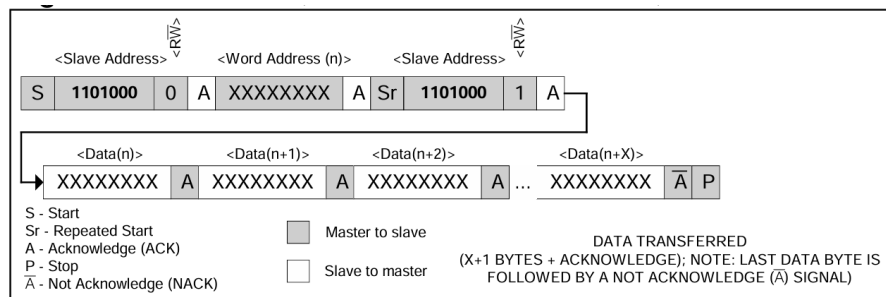 <Slave Address> <RW̅> <Word Address (n)> <Slave Address> <RW̅>
S 1101000 0 A XXXXXXXX A Sr 1101000 1 A
<Data(n)> <Data(n+1)> <Data(n+2)> <Data(n+X)>
XXXXXXXX A XXXXXXXX A XXXXXXXX A ... XXXXXXXX A̅ P
S - Start
Sr - Repeated Start
A - Acknowledge (ACK)
P - Stop
A̅ - Not Acknowledge (NACK)
Master to slave
Slave to master
DATA TRANSFERRED
(X+1 BYTES + ACKNOWLEDGE); NOTE: LAST DATA BYTE IS
FOLLOWED BY A NOT ACKNOWLEDGE (A̅) SIGNAL)